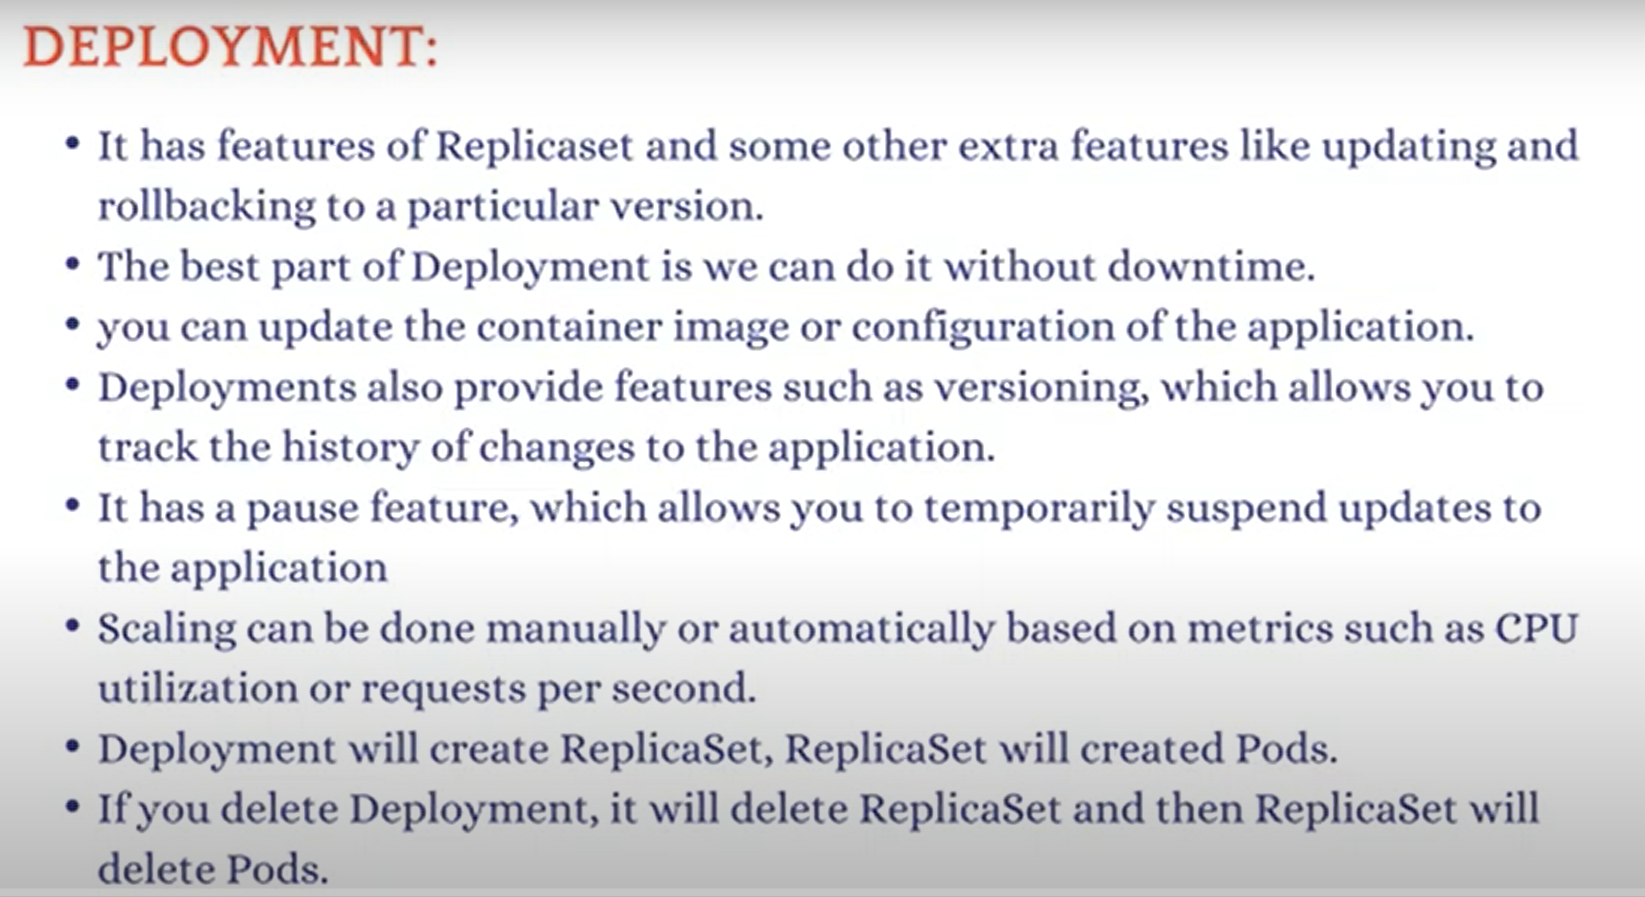 DEPLOYMENT:
• It has features of Replicaset and some other extra features like updating and
rollbacking to a particular version.
• The best part of Deployment is we can do it without downtime.
• you can update the container image or configuration of the application.
• Deployments also provide features such as versioning, which allows you to
track the history of changes to the application.
• It has a pause feature, which allows you to temporarily suspend updates to
the application
• Scaling can be done manually or automatically based on metrics such as CPU
utilization or requests per second.
• Deployment will create ReplicaSet, ReplicaSet will created Pods.
• If you delete Deployment, it will delete ReplicaSet and then ReplicaSet will
delete Pods.